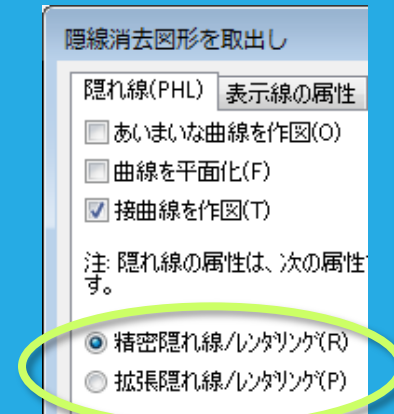 隠線消去図形を取出し
隠れ線(PHL) 表示線の属性
あいまいな曲線を作図(O)
曲線を平面化(F)
接曲線を作図(T)
注: 隠れ線の属性は、次の属性
す。
精密隠れ線/レンダリング(R)
拡張隠れ線/レンダリング(P)